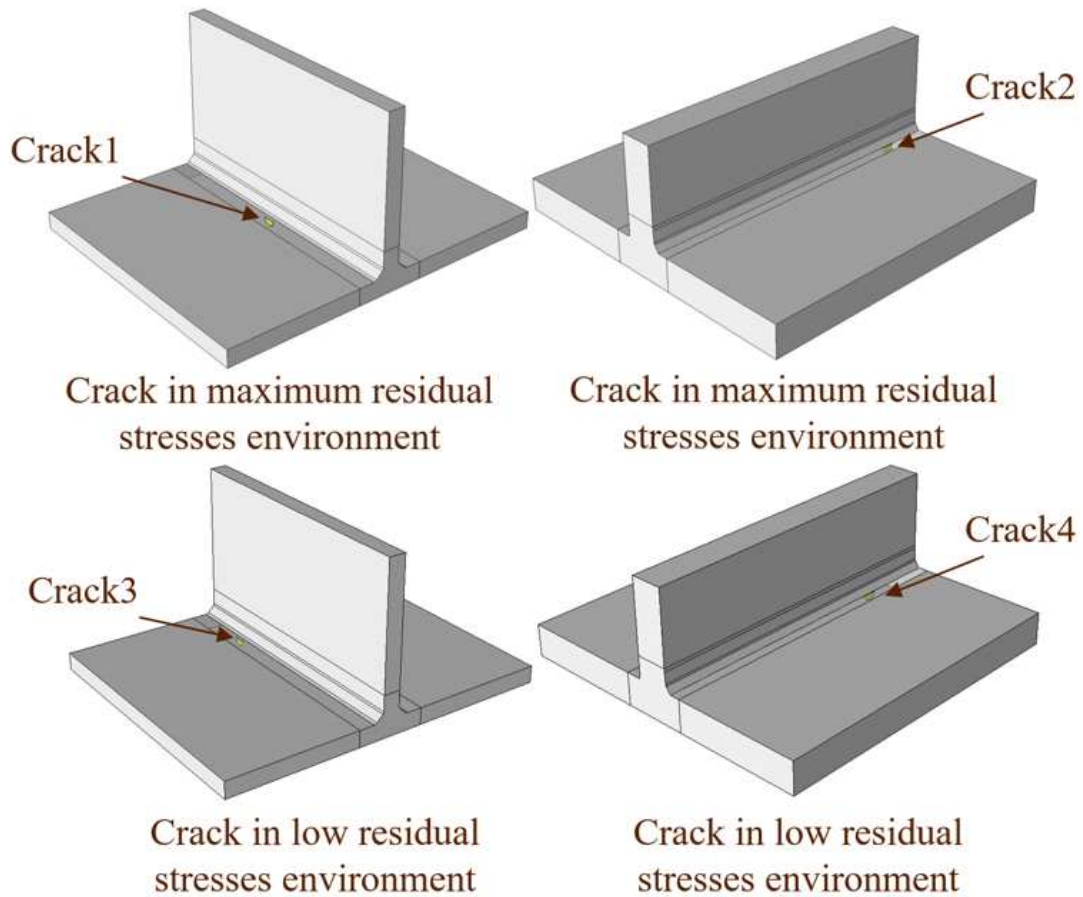 Crack1
Crack2
Crack in maximum residual
stresses environment
Crack in maximum residual
stresses environment
Crack3
Crack4
Crack in low residual
stresses environment
Crack in low residual
stresses environment